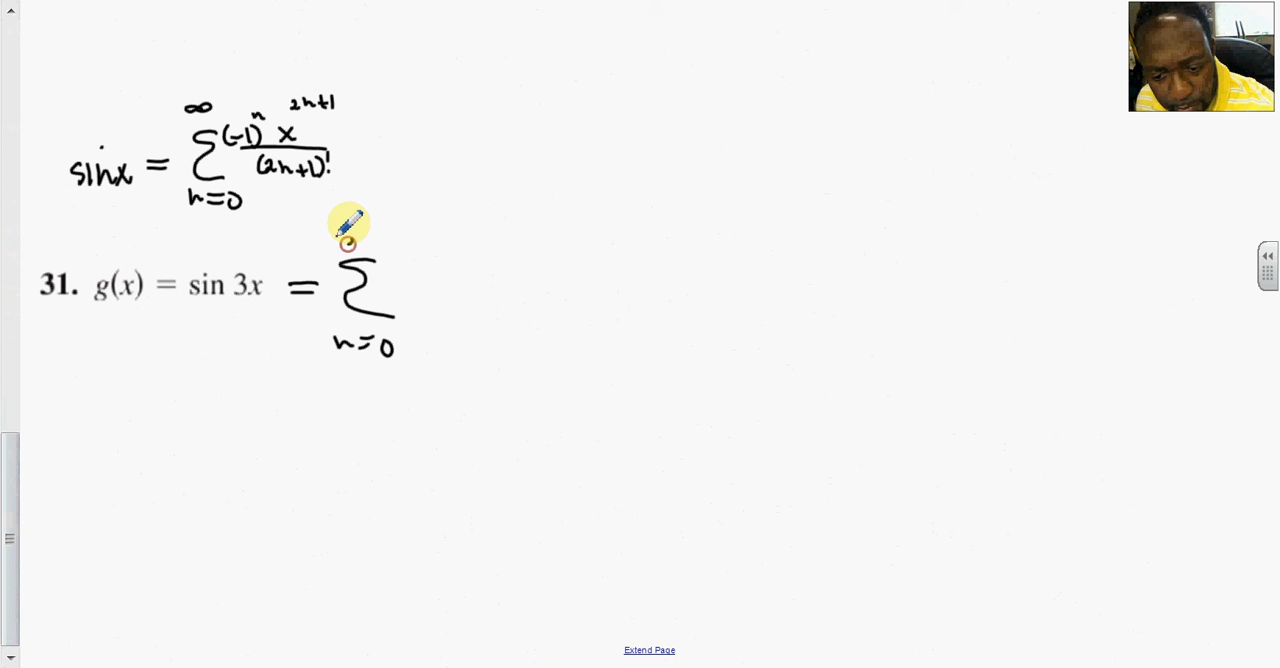 ∞
sin x = Σ (-1)^n x^(2n+1) / (2n+1)!
n=0
31. g(x) = sin 3x = Σ
n=0
Extend Page